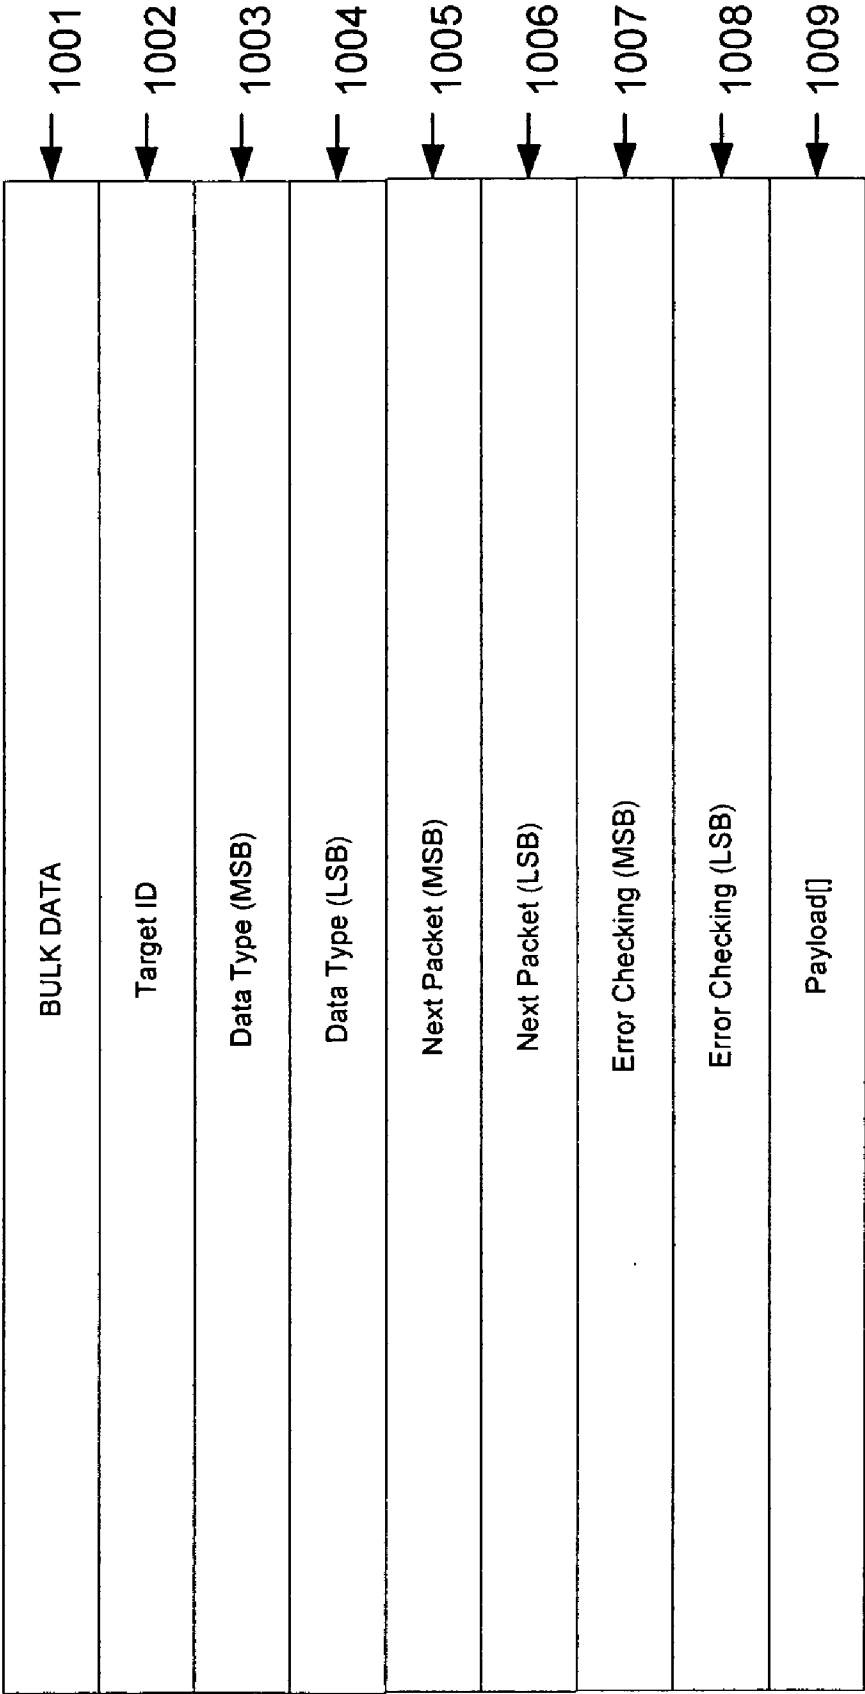 BULK DATA 1001
Target ID 1002
Data Type (MSB) 1003
Data Type (LSB) 1004
Next Packet (MSB) 1005
Next Packet (LSB) 1006
Error Checking (MSB) 1007
Error Checking (LSB) 1008
Payload[] 1009